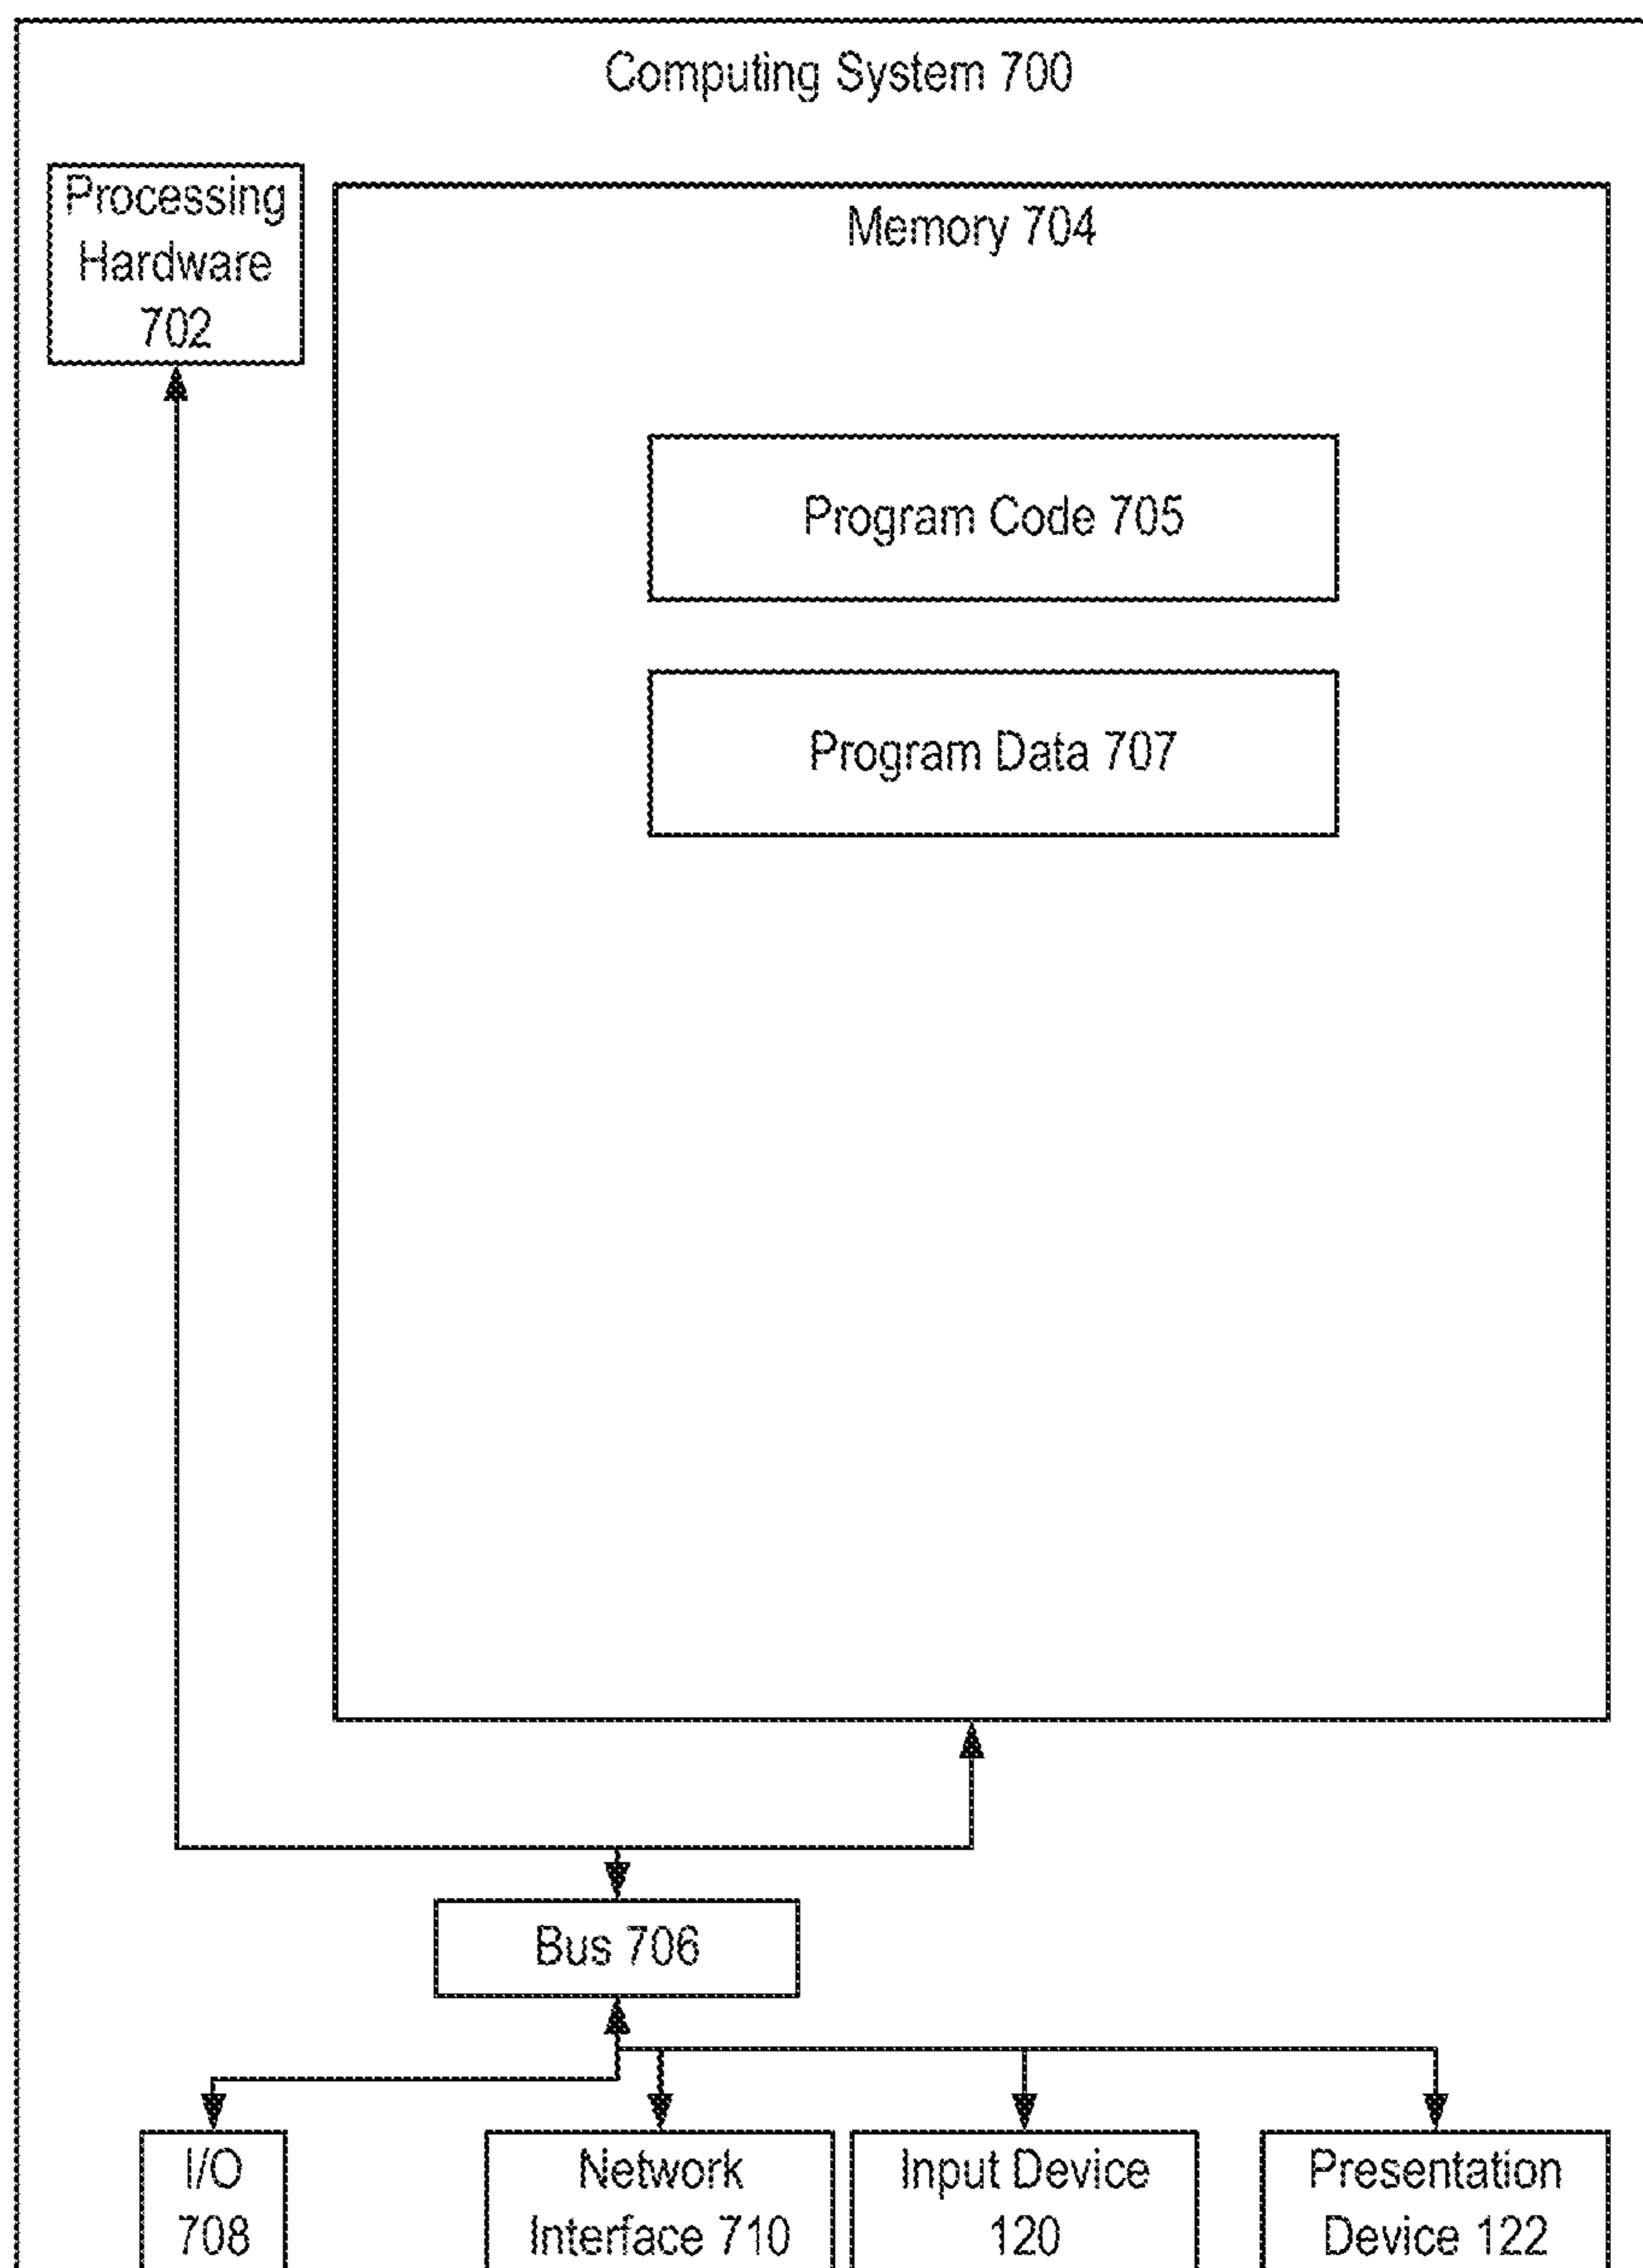 Computing System 700
Processing
Hardware
702
Memory 704
Program Code 705
Program Data 707
Bus 706
I/O
708
Network
Interface 710
Input Device
120
Presentation
Device 122